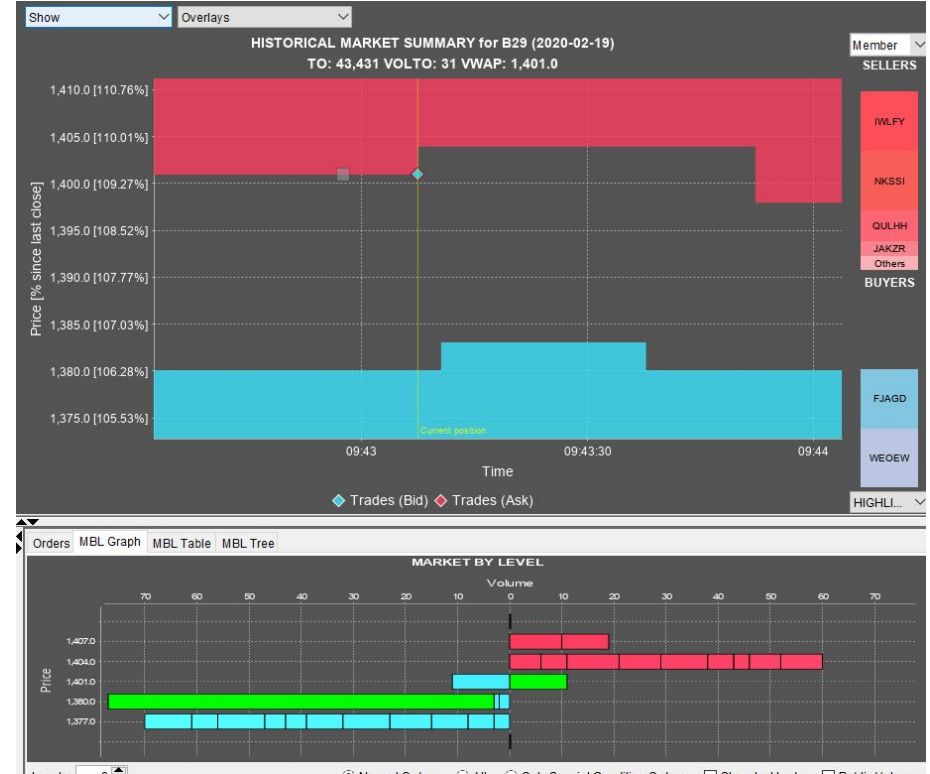 Show Overlays
HISTORICAL MARKET SUMMARY for B29 (2020-02-19)
TO: 43,431 VOLTO: 31 VWAP: 1,401.0
Member
SELLERS
1,410.0 [110.76%]
1,405.0 [110.01%]
1,400.0 [109.27%]
1,395.0 [108.52%]
1,390.0 [107.77%]
1,385.0 [107.03%]
1,380.0 [106.28%]
1,375.0 [105.53%]
Price [% since last close]
IWLFY
NKSSI
QULHH
JAKZR
Others
BUYERS
FJAGD
WEOEW
Current position
09:43 09:43:30 09:44
Time
Trades (Bid) Trades (Ask)
HIGHLI...
Orders MBL Graph MBL Table MBL Tree
MARKET BY LEVEL
Volume
70 60 50 40 30 20 10 0 10 20 30 40 50 60 70
1,407.0
1,404.0
1,401.0
1,380.0
1,377.0
Price